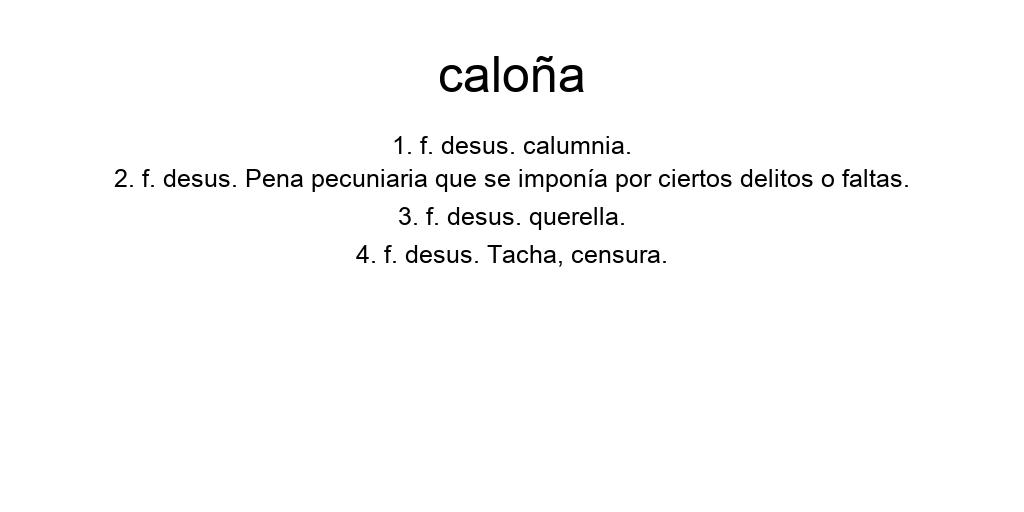 caloña
1. f. desus. calumnia.
2. f. desus. Pena pecuniaria que se imponía por ciertos delitos o faltas.
3. f. desus. querella.
4. f. desus. Tacha, censura.